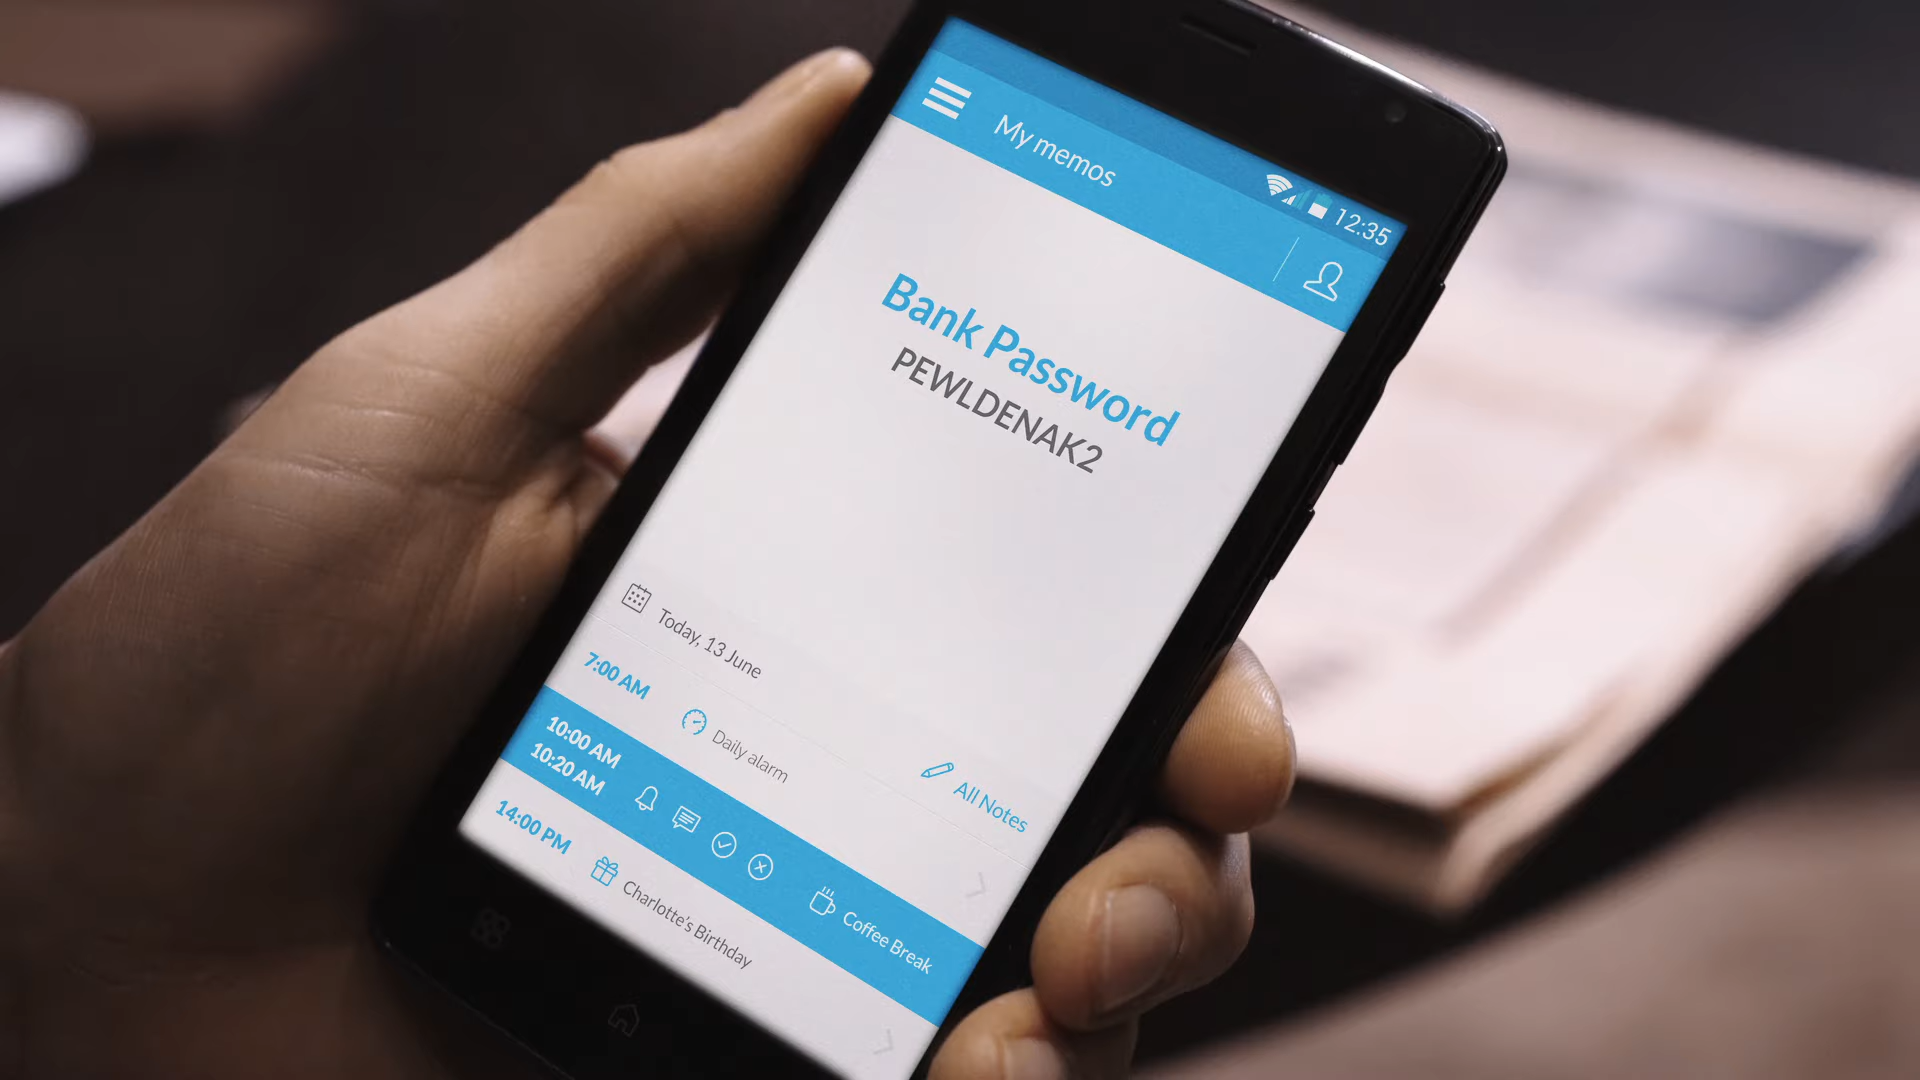 12:35
My memos
Bank Password
PEWLDENAK2
Today, 13 June
7:00 AM
Daily alarm
All Notes
10:00 AM
10:20 AM
Coffee Break
14:00 PM
Charlotte's Birthday